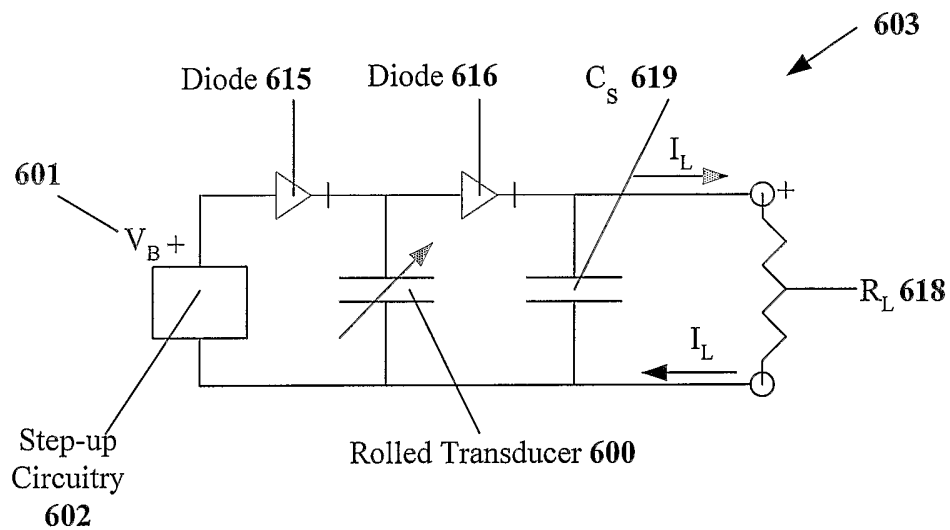 603
Diode 615
Diode 616
C_S 619
I_L
601
+
V_B +
R_L 618
I_L
Step-up
Circuitry
602
Rolled Transducer 600